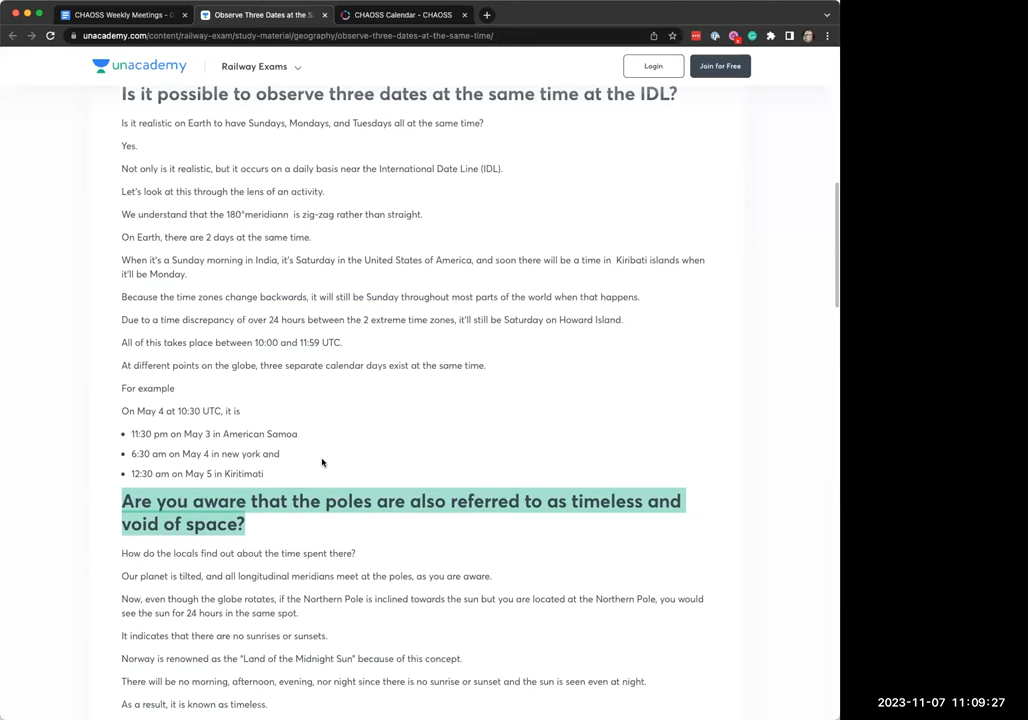 CHAOSS Weekly Meetings - G
Observe Three Dates at the S
CHAOSS Calendar - CHAOSS
unacademy.com/content/railway-exam/study-material/geography/observe-three-dates-at-the-same-time/
unacademy
Railway Exams
Login
Join for Free
Is it possible to observe three dates at the same time at the IDL?
Is it realistic on Earth to have Sundays, Mondays, and Tuesdays all at the same time?
Yes.
Not only is it realistic, but it occurs on a daily basis near the International Date Line (IDL).
Let's look at this through the lens of an activity.
We understand that the 180°meridiann is zig-zag rather than straight.
On Earth, there are 2 days at the same time.
When it's a Sunday morning in India, it's Saturday in the United States of America, and soon there will be a time in Kiribati islands when
it'll be Monday.
Because the time zones change backwards, it will still be Sunday throughout most parts of the world when that happens.
Due to a time discrepancy of over 24 hours between the 2 extreme time zones, it'll still be Saturday on Howard Island.
All of this takes place between 10:00 and 11:59 UTC.
At different points on the globe, three separate calendar days exist at the same time.
For example
On May 4 at 10:30 UTC, it is
• 11:30 pm on May 3 in American Samoa
• 6:30 am on May 4 in new york and
• 12:30 am on May 5 in Kiritimati
Are you aware that the poles are also referred to as timeless and
void of space?
How do the locals find out about the time spent there?
Our planet is tilted, and all longitudinal meridians meet at the poles, as you are aware.
Now, even though the globe rotates, if the Northern Pole is inclined towards the sun but you are located at the Northern Pole, you would
see the sun for 24 hours in the same spot.
It indicates that there are no sunrises or sunsets.
Norway is renowned as the "Land of the Midnight Sun" because of this concept.
There will be no morning, afternoon, evening, nor night since there is no sunrise or sunset and the sun is seen even at night.
As a result, it is known as timeless.
2023-11-07 11:09:27